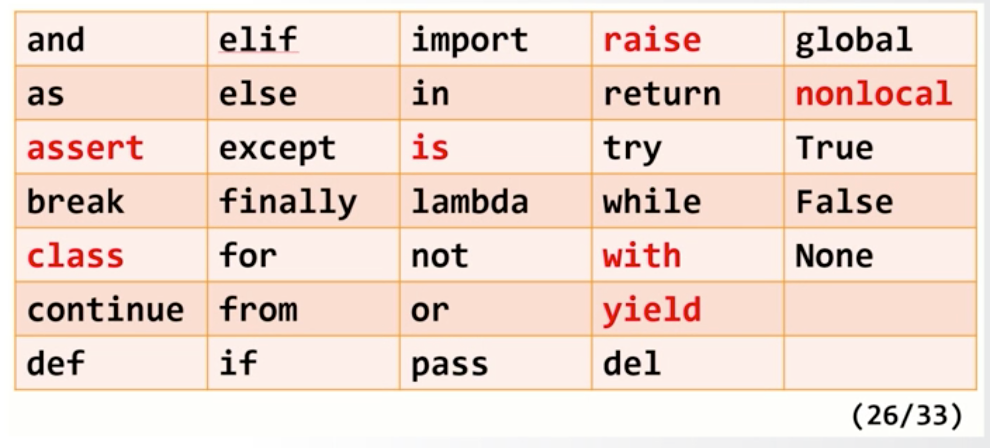 and elif import raise global
as else in return nonlocal
assert except is try True
break finally lambda while False
class for not with None
continue from or yield
def if pass del
(26/33)